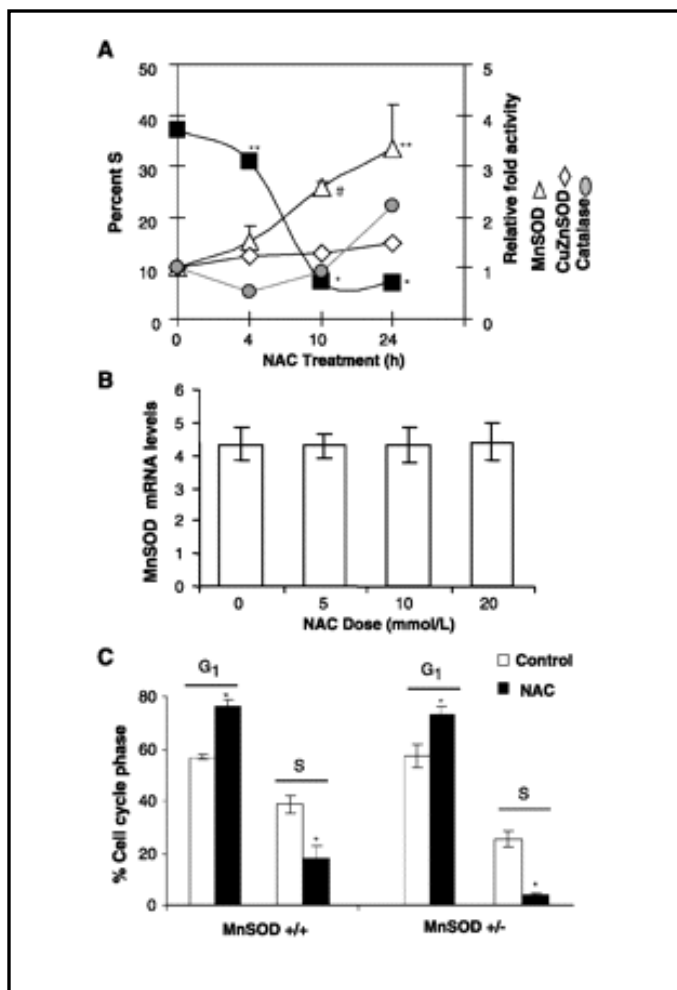 A
Percent S
50
40
30
20
10
0
0 4 10 24
NAC Treatment (h)
5
4
3
2
1
0
Relative fold activity
MnSOD
CuZnSOD
Catalase
**
#
**
*
*
B
MnSOD mRNA levels
6
5
4
3
2
1
0
0 5 10 20
NAC Dose (mmol/L)
C
% Cell cycle phase
80
60
40
20
0
G1
*
S
*
G1
*
S
*
Control
NAC
MnSOD +/+ MnSOD +/-